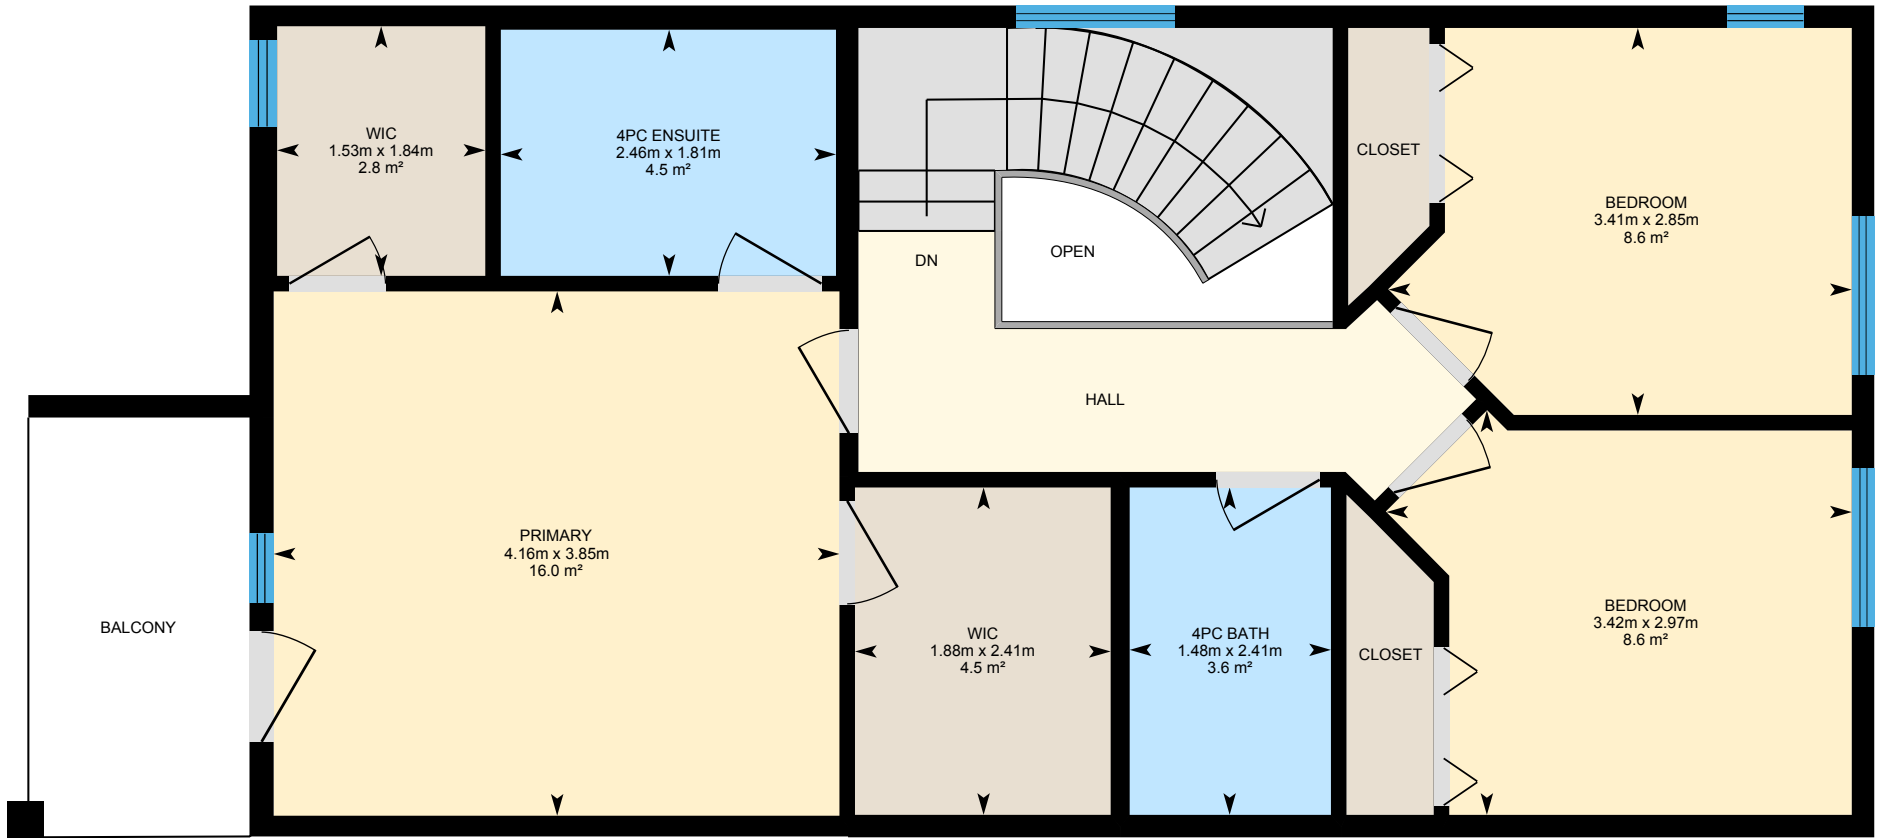 WIC
1.53m x 1.84m
2.8 m²
4PC ENSUITE
2.46m x 1.81m
4.5 m²
CLOSET
BEDROOM
3.41m x 2.85m
8.6 m²
DN
OPEN
HALL
PRIMARY
4.16m x 3.85m
16.0 m²
BALCONY
WIC
1.88m x 2.41m
4.5 m²
4PC BATH
1.48m x 2.41m
3.6 m²
CLOSET
BEDROOM
3.42m x 2.97m
8.6 m²